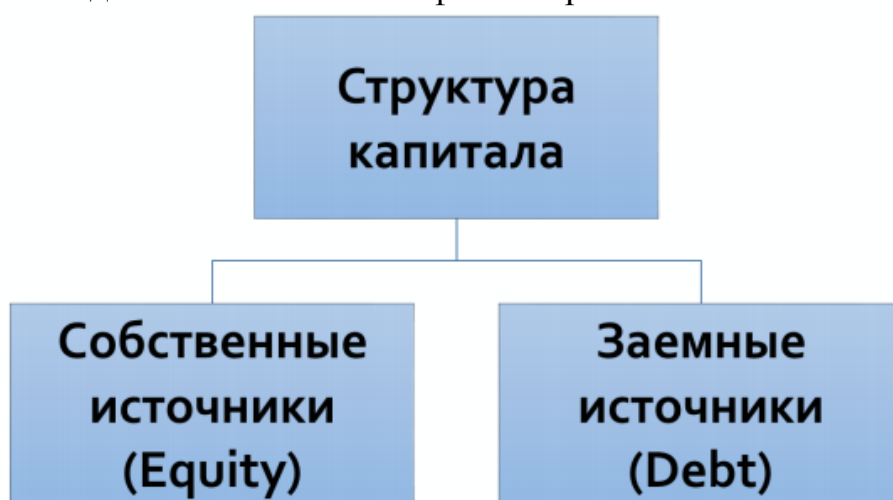 Структура
капитала
Собственные
источники
(Equity)
Заемные
источники
(Debt)